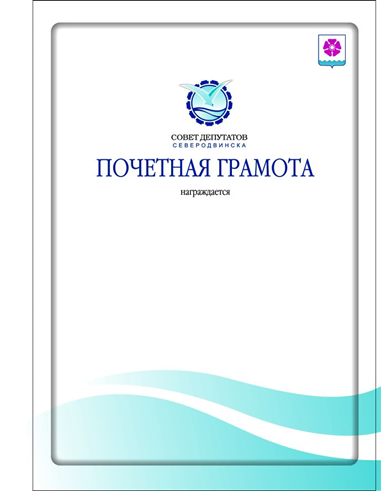 СОВЕТ ДЕПУТАТОВ
СЕВЕРОДВИНСКА
ПОЧЕТНАЯ ГРАМОТА
награждается